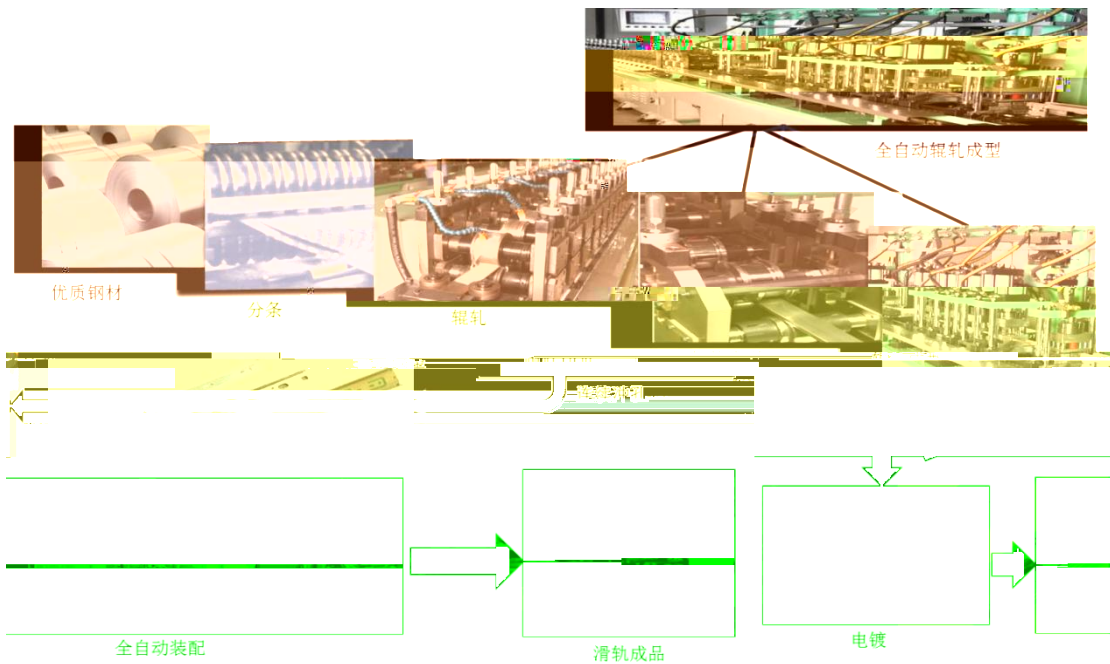 全自动辊轧成型
优质钢材
分条
辊轧
全自动装配
滑轨成品
电镀